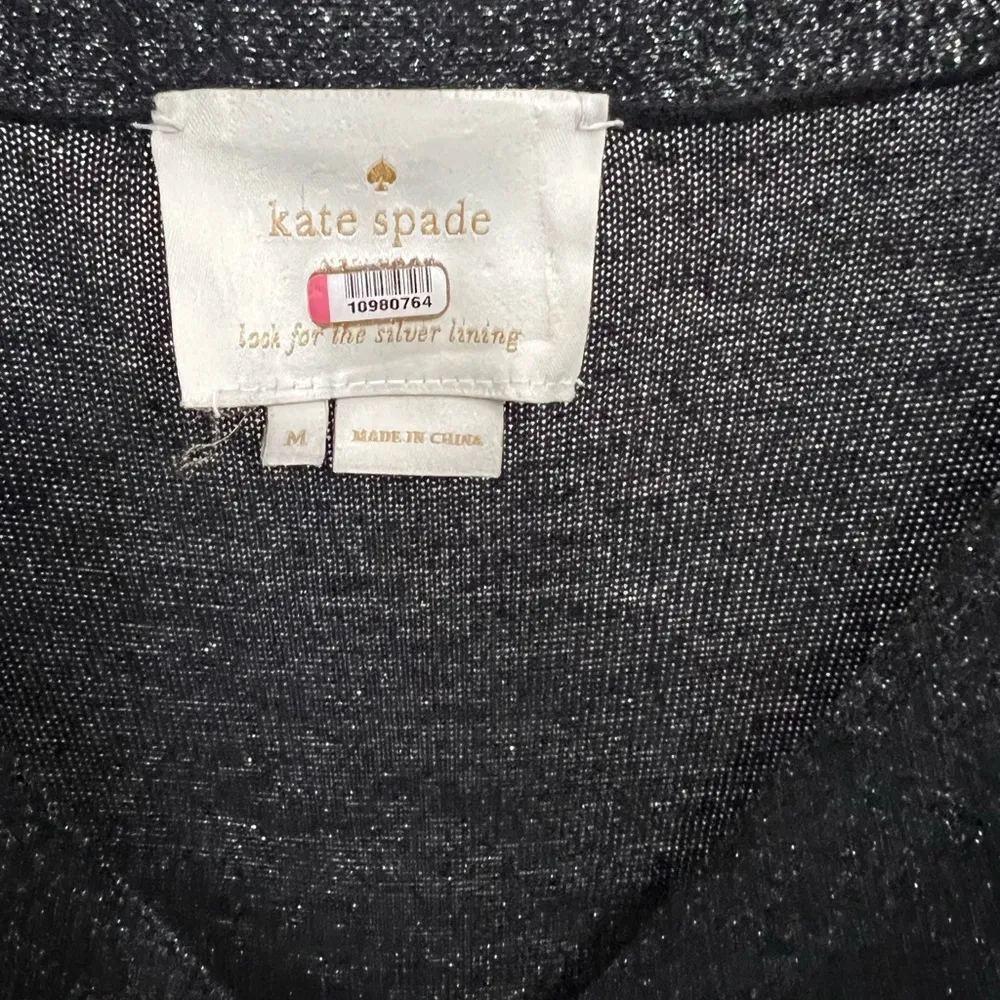 kate spade
10980764
look for the silver lining
M
MADE IN CHINA